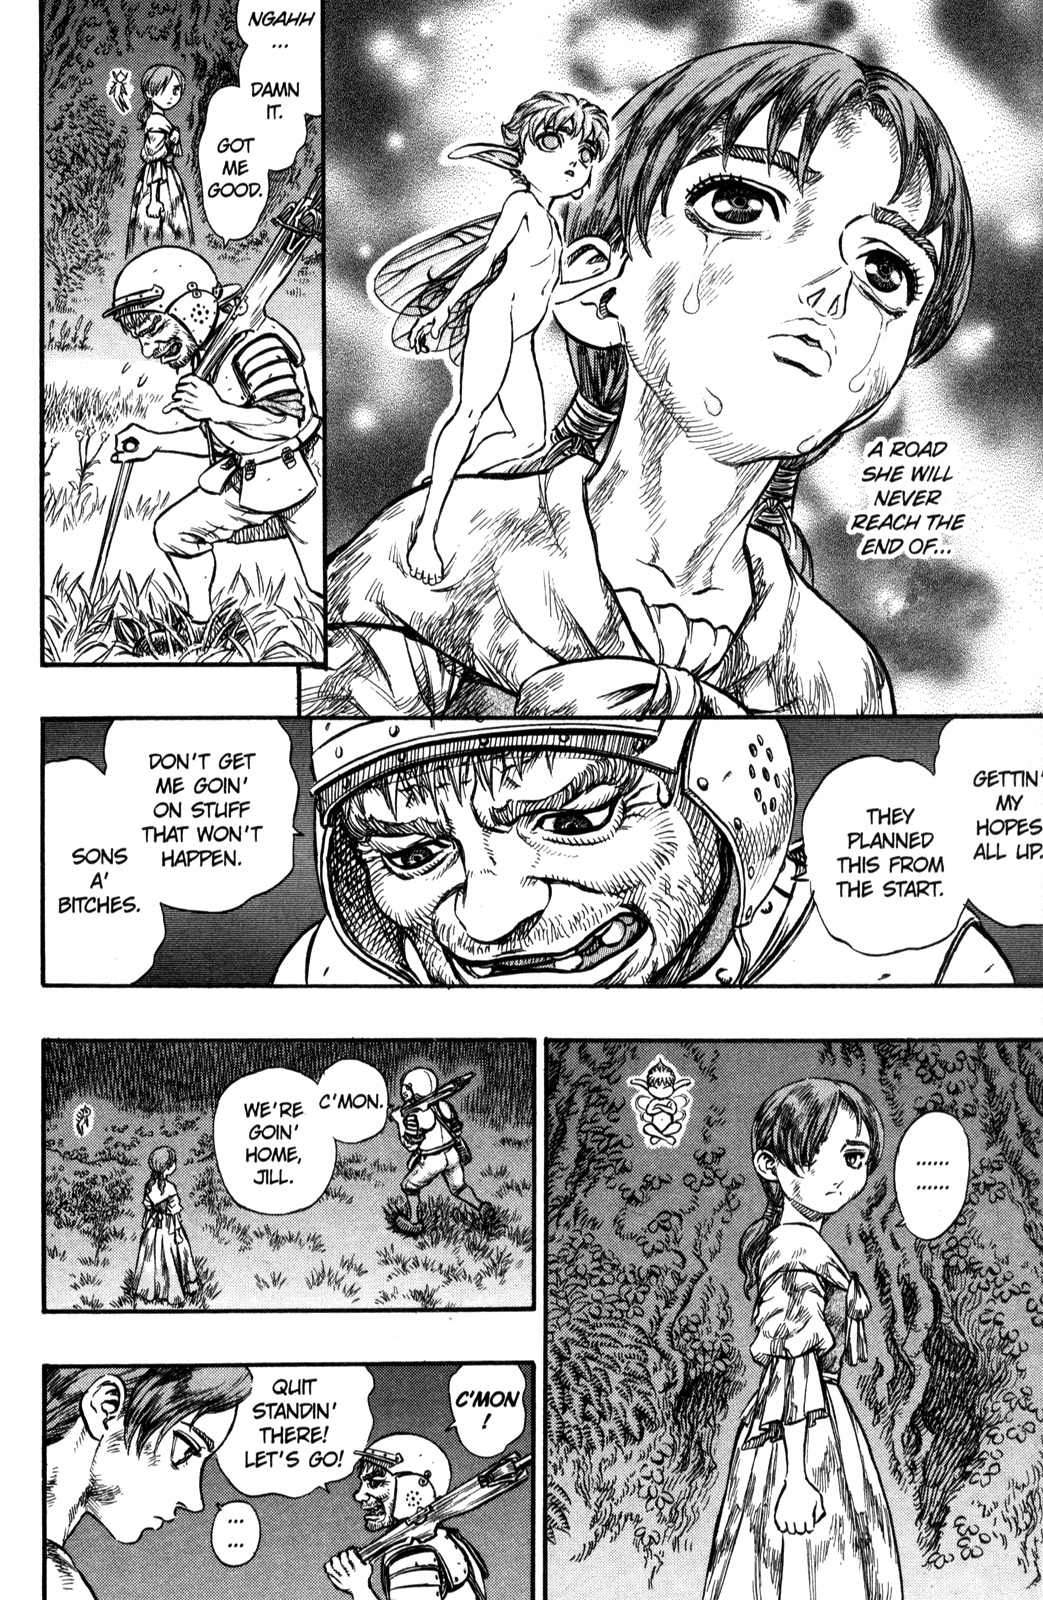 A ROAD
SHE WILL
NEVER
REACH THE
END OF...
NGAHH
...
DAMN
IT.
GOT
ME
GOOD.
GETTIN'
MY
HOPES
ALL UP.
THEY
PLANNED
THIS FROM
THE START.
DON'T GET
ME GOIN'
ON STUFF
THAT WON'T
HAPPEN.
SONS
A'
BITCHES.
......
......
C'MON.
WE'RE
GOIN'
HOME,
JILL.
C'MON
!
QUIT
STANDIN'
THERE!
LET'S GO!
...
...